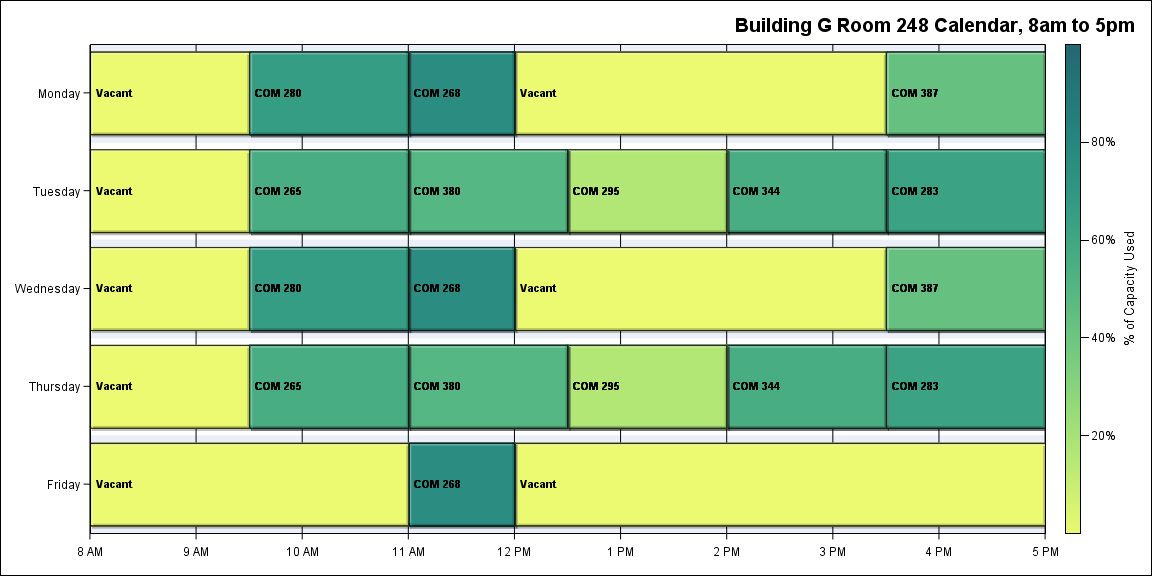 Building G Room 248 Calendar, 8am to 5pm
Monday
Vacant
COM 280
COM 268
Vacant
COM 387
Tuesday
Vacant
COM 265
COM 380
COM 295
COM 344
COM 283
Wednesday
Vacant
COM 280
COM 268
Vacant
COM 387
Thursday
Vacant
COM 265
COM 380
COM 295
COM 344
COM 283
Friday
Vacant
COM 268
Vacant
8 AM
9 AM
10 AM
11 AM
12 PM
1 PM
2 PM
3 PM
4 PM
5 PM
80%
60%
40%
20%
% of Capacity Used